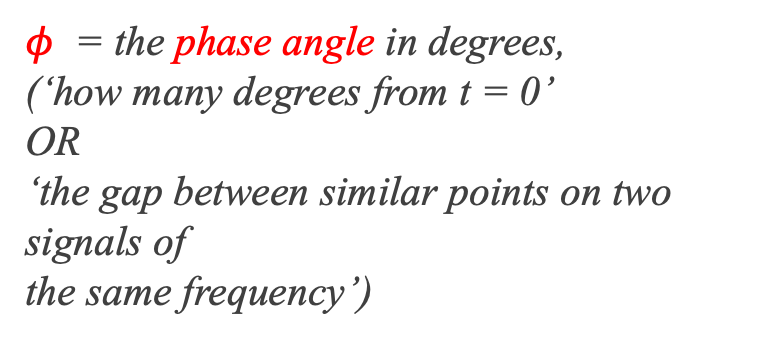 ϕ = the phase angle in degrees,
(‘how many degrees from t = 0’
OR
‘the gap between similar points on two
signals of
the same frequency’)